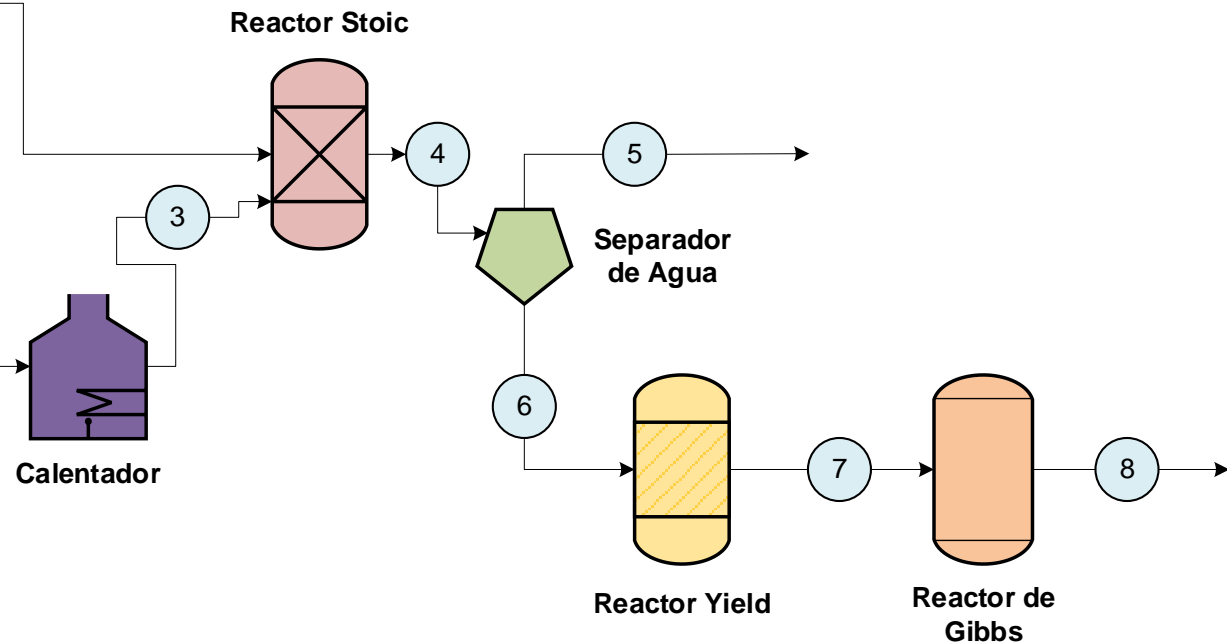 Reactor Stoic
4
5
3
Separador
de Agua
Calentador
6
7
8
Reactor Yield
Reactor de
Gibbs